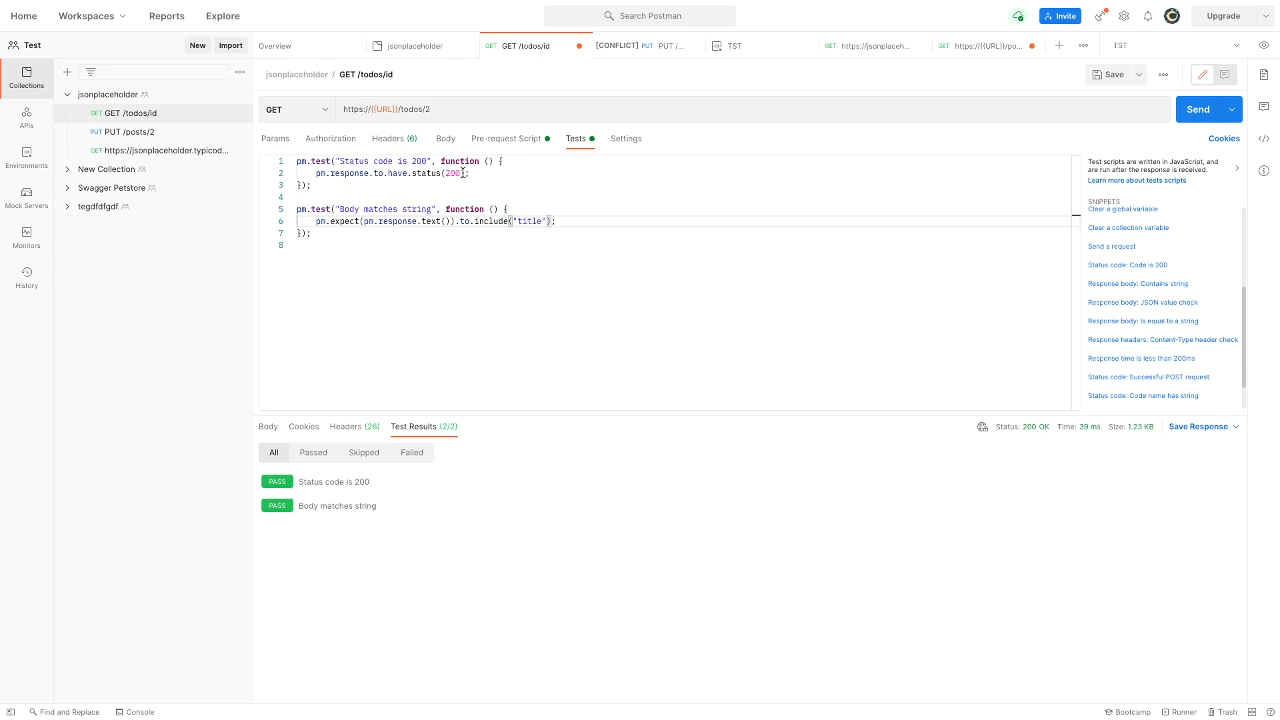 Home Workspaces Reports Explore Search Postman Invite Upgrade
Test New Import
Overview jsonplaceholder GET GET /todos/id [CONFLICT] PUT PUT /... TST GET https://jsonplaceh... GET https://{{URL}}/po... TST
Collections
APIs
Environments
Mock Servers
Monitors
History
jsonplaceholder
GET GET /todos/id
PUT PUT /posts/2
GET https://jsonplaceholder.typicod...
New Collection
Swagger Petstore
tegdfdfgdf
jsonplaceholder / GET /todos/id Save
GET https://{{URL}}/todos/2 Send
Params Authorization Headers (6) Body Pre-request Script Tests Settings Cookies
1 pm.test("Status code is 200", function () {
2 pm.response.to.have.status(200);
3 });
4
5 pm.test("Body matches string", function () {
6 pm.expect(pm.response.text()).to.include("title");
7 });
8
Test scripts are written in JavaScript, and
are run after the response is received.
Learn more about tests scripts
SNIPPETS
Clear a global variable
Clear a collection variable
Send a request
Status code: Code is 200
Response body: Contains string
Response body: JSON value check
Response body: Is equal to a string
Response headers: Content-Type header check
Response time is less than 200ms
Status code: Successful POST request
Status code: Code name has string
Body Cookies Headers (26) Test Results (2/2) Status: 200 OK Time: 39 ms Size: 1.23 KB Save Response
All Passed Skipped Failed
PASS Status code is 200
PASS Body matches string
Find and Replace Console Bootcamp Runner Trash